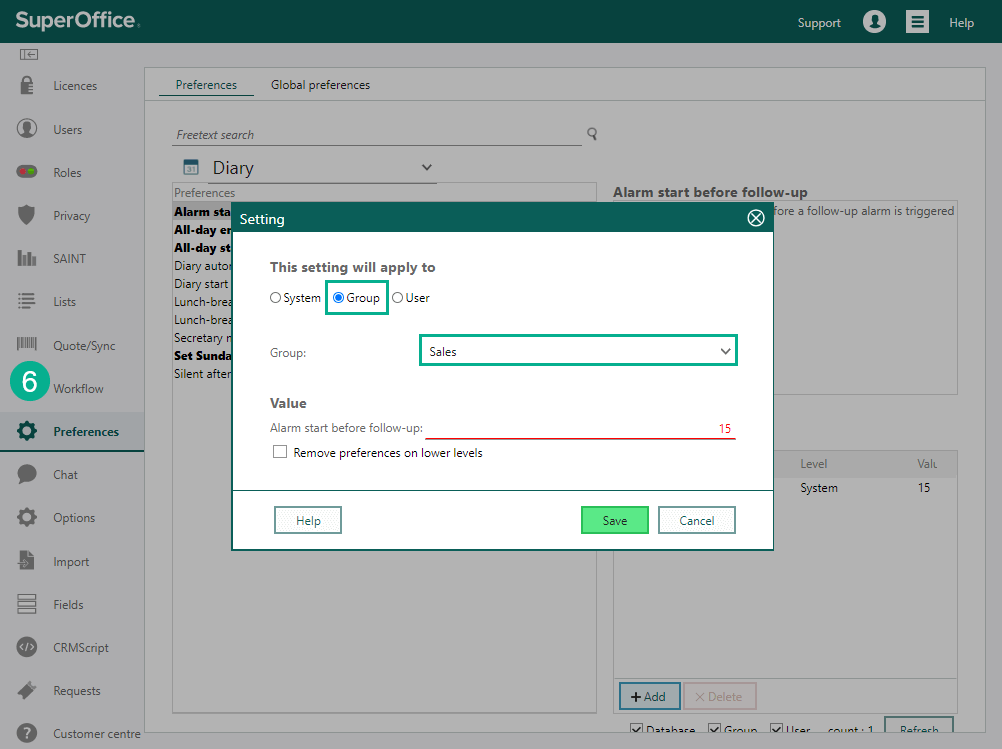 SuperOffice.
Support
Help
Licences
Users
Roles
Privacy
SAINT
Lists
Quote/Sync
6
Workflow
Preferences
Chat
Options
Import
Fields
CRMScript
Requests
Customer centre
Preferences Global preferences
Freetext search
31 Diary
Preferences
Alarm sta
All-day en
All-day st
Diary auto
Diary start
Lunch-brea
Lunch-brea
Secretary
Set Sunda
Silent after
Alarm start before follow-up
fore a follow-up alarm is triggered
Setting
This setting will apply to
System Group User
Group: Sales
Value
Alarm start before follow-up: 15
Remove preferences on lower levels
Help Save Cancel
Level Valu
System 15
+ Add × Delete
Database Group User count : 1 Refresh